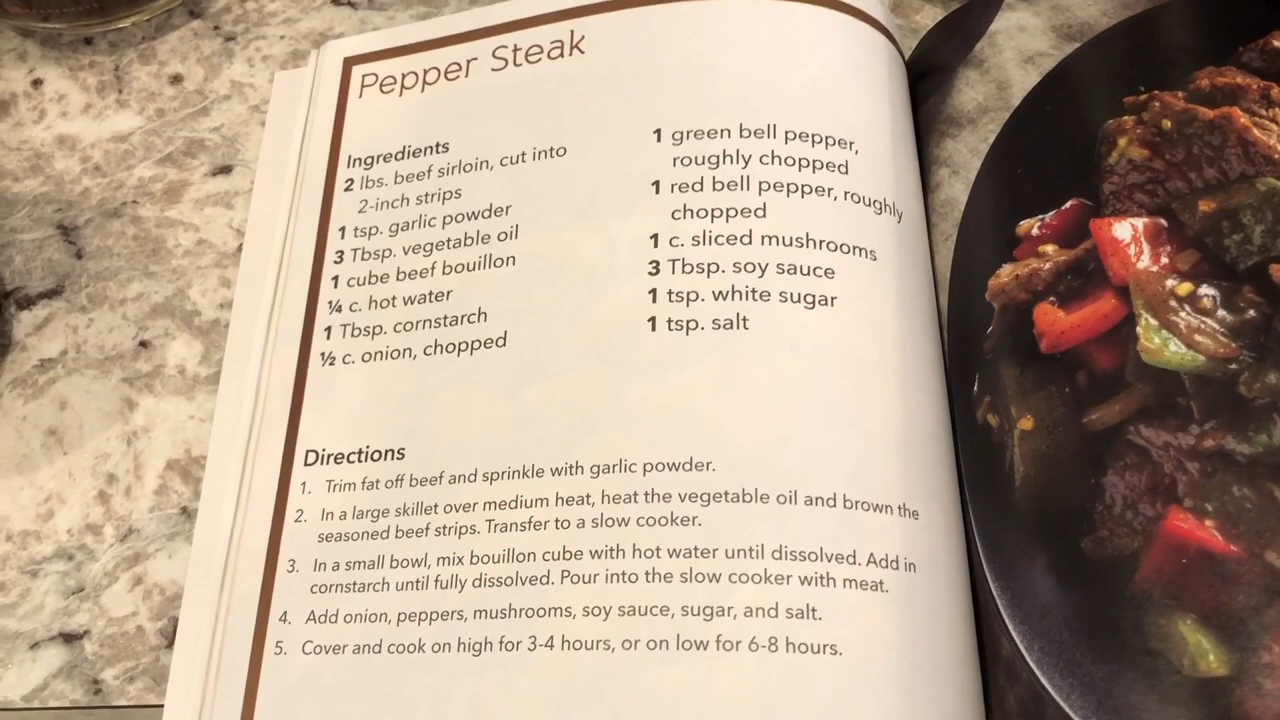 Pepper Steak
Ingredients
2 lbs. beef sirloin, cut into
2-inch strips
1 tsp. garlic powder
3 Tbsp. vegetable oil
1 cube beef bouillon
¼ c. hot water
1 Tbsp. cornstarch
½ c. onion, chopped
1 green bell pepper,
roughly chopped
1 red bell pepper, roughly
chopped
1 c. sliced mushrooms
3 Tbsp. soy sauce
1 tsp. white sugar
1 tsp. salt
Directions
1. Trim fat off beef and sprinkle with garlic powder.
2. In a large skillet over medium heat, heat the vegetable oil and brown the
seasoned beef strips. Transfer to a slow cooker.
3. In a small bowl, mix bouillon cube with hot water until dissolved. Add in
cornstarch until fully dissolved. Pour into the slow cooker with meat.
4. Add onion, peppers, mushrooms, soy sauce, sugar, and salt.
5. Cover and cook on high for 3-4 hours, or on low for 6-8 hours.